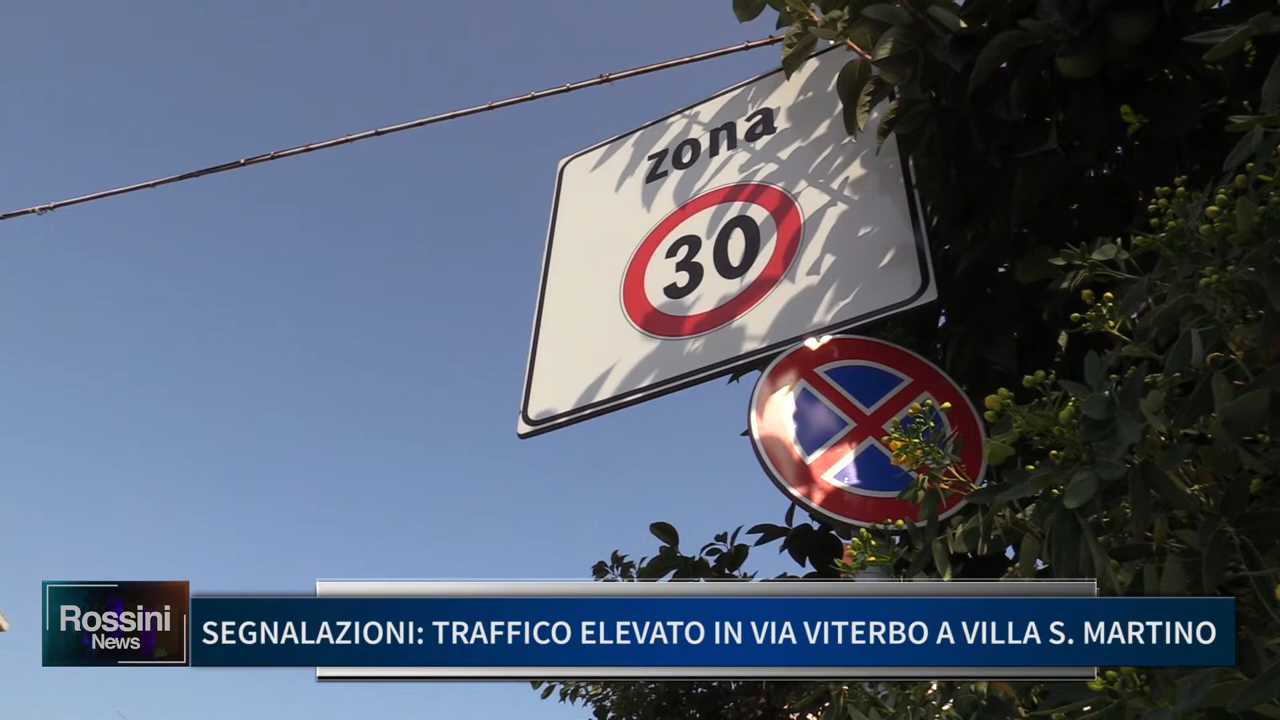 zona
30
Rossini
News
SEGNALAZIONI: TRAFFICO ELEVATO IN VIA VITERBO A VILLA S. MARTINO